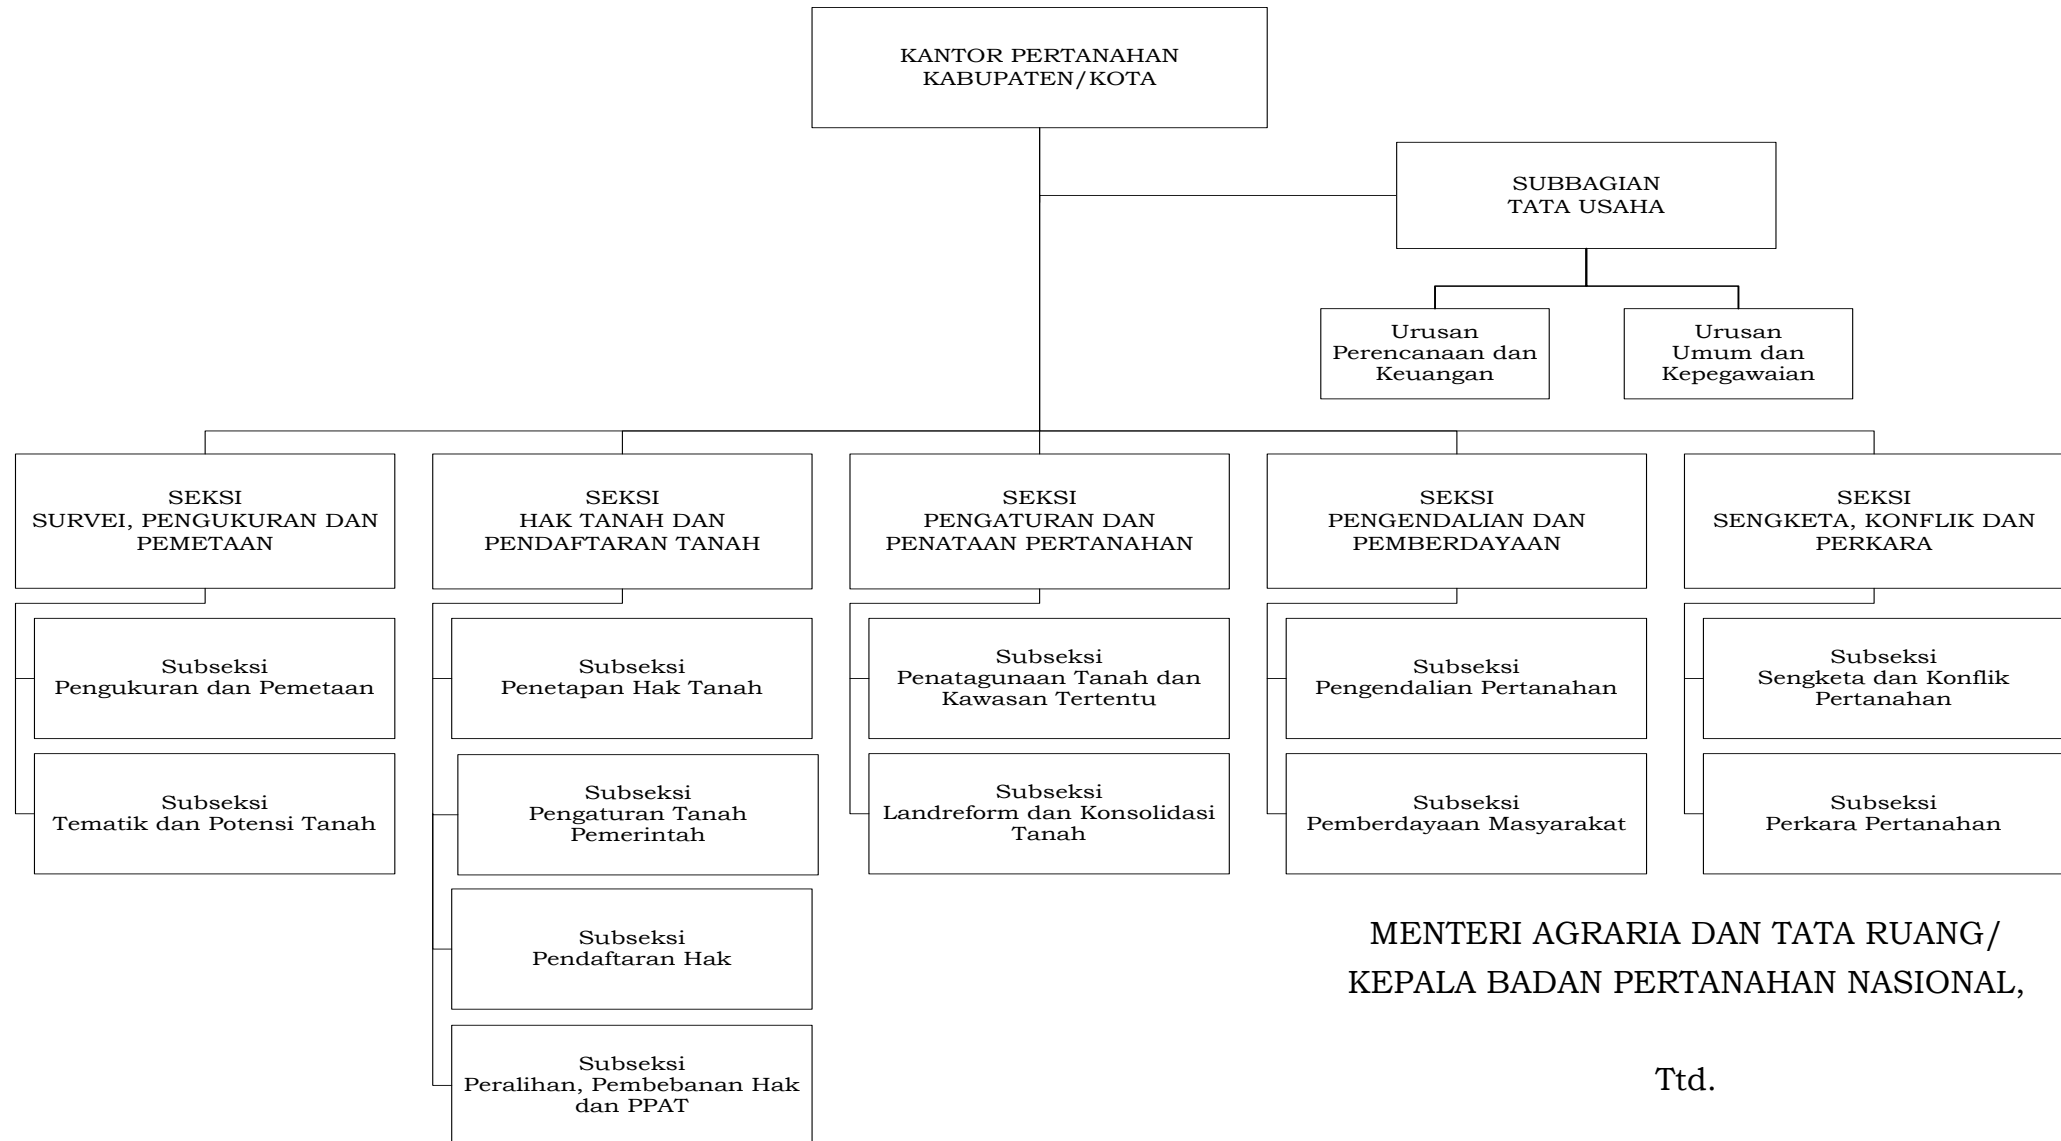 KANTOR PERTANAHAN
KABUPATEN/KOTA
SUBBAGIAN
TATA USAHA
Urusan
Perencanaan dan
Keuangan
Urusan
Umum dan
Kepegawaian
SEKSI
SURVEI, PENGUKURAN DAN
PEMETAAN
SEKSI
HAK TANAH DAN
PENDAFTARAN TANAH
SEKSI
PENGATURAN DAN
PENATAAN PERTANAHAN
SEKSI
PENGENDALIAN DAN
PEMBERDAYAAN
SEKSI
SENGKETA, KONFLIK DAN
PERKARA
Subseksi
Pengukuran dan Pemetaan
Subseksi
Penetapan Hak Tanah
Subseksi
Penatagunaan Tanah dan
Kawasan Tertentu
Subseksi
Pengendalian Pertanahan
Subseksi
Sengketa dan Konflik
Pertanahan
Subseksi
Tematik dan Potensi Tanah
Subseksi
Pengaturan Tanah
Pemerintah
Subseksi
Landreform dan Konsolidasi
Tanah
Subseksi
Pemberdayaan Masyarakat
Subseksi
Perkara Pertanahan
Subseksi
Pendaftaran Hak
Subseksi
Peralihan, Pembebanan Hak
dan PPAT
MENTERI AGRARIA DAN TATA RUANG/
KEPALA BADAN PERTANAHAN NASIONAL,
Ttd.